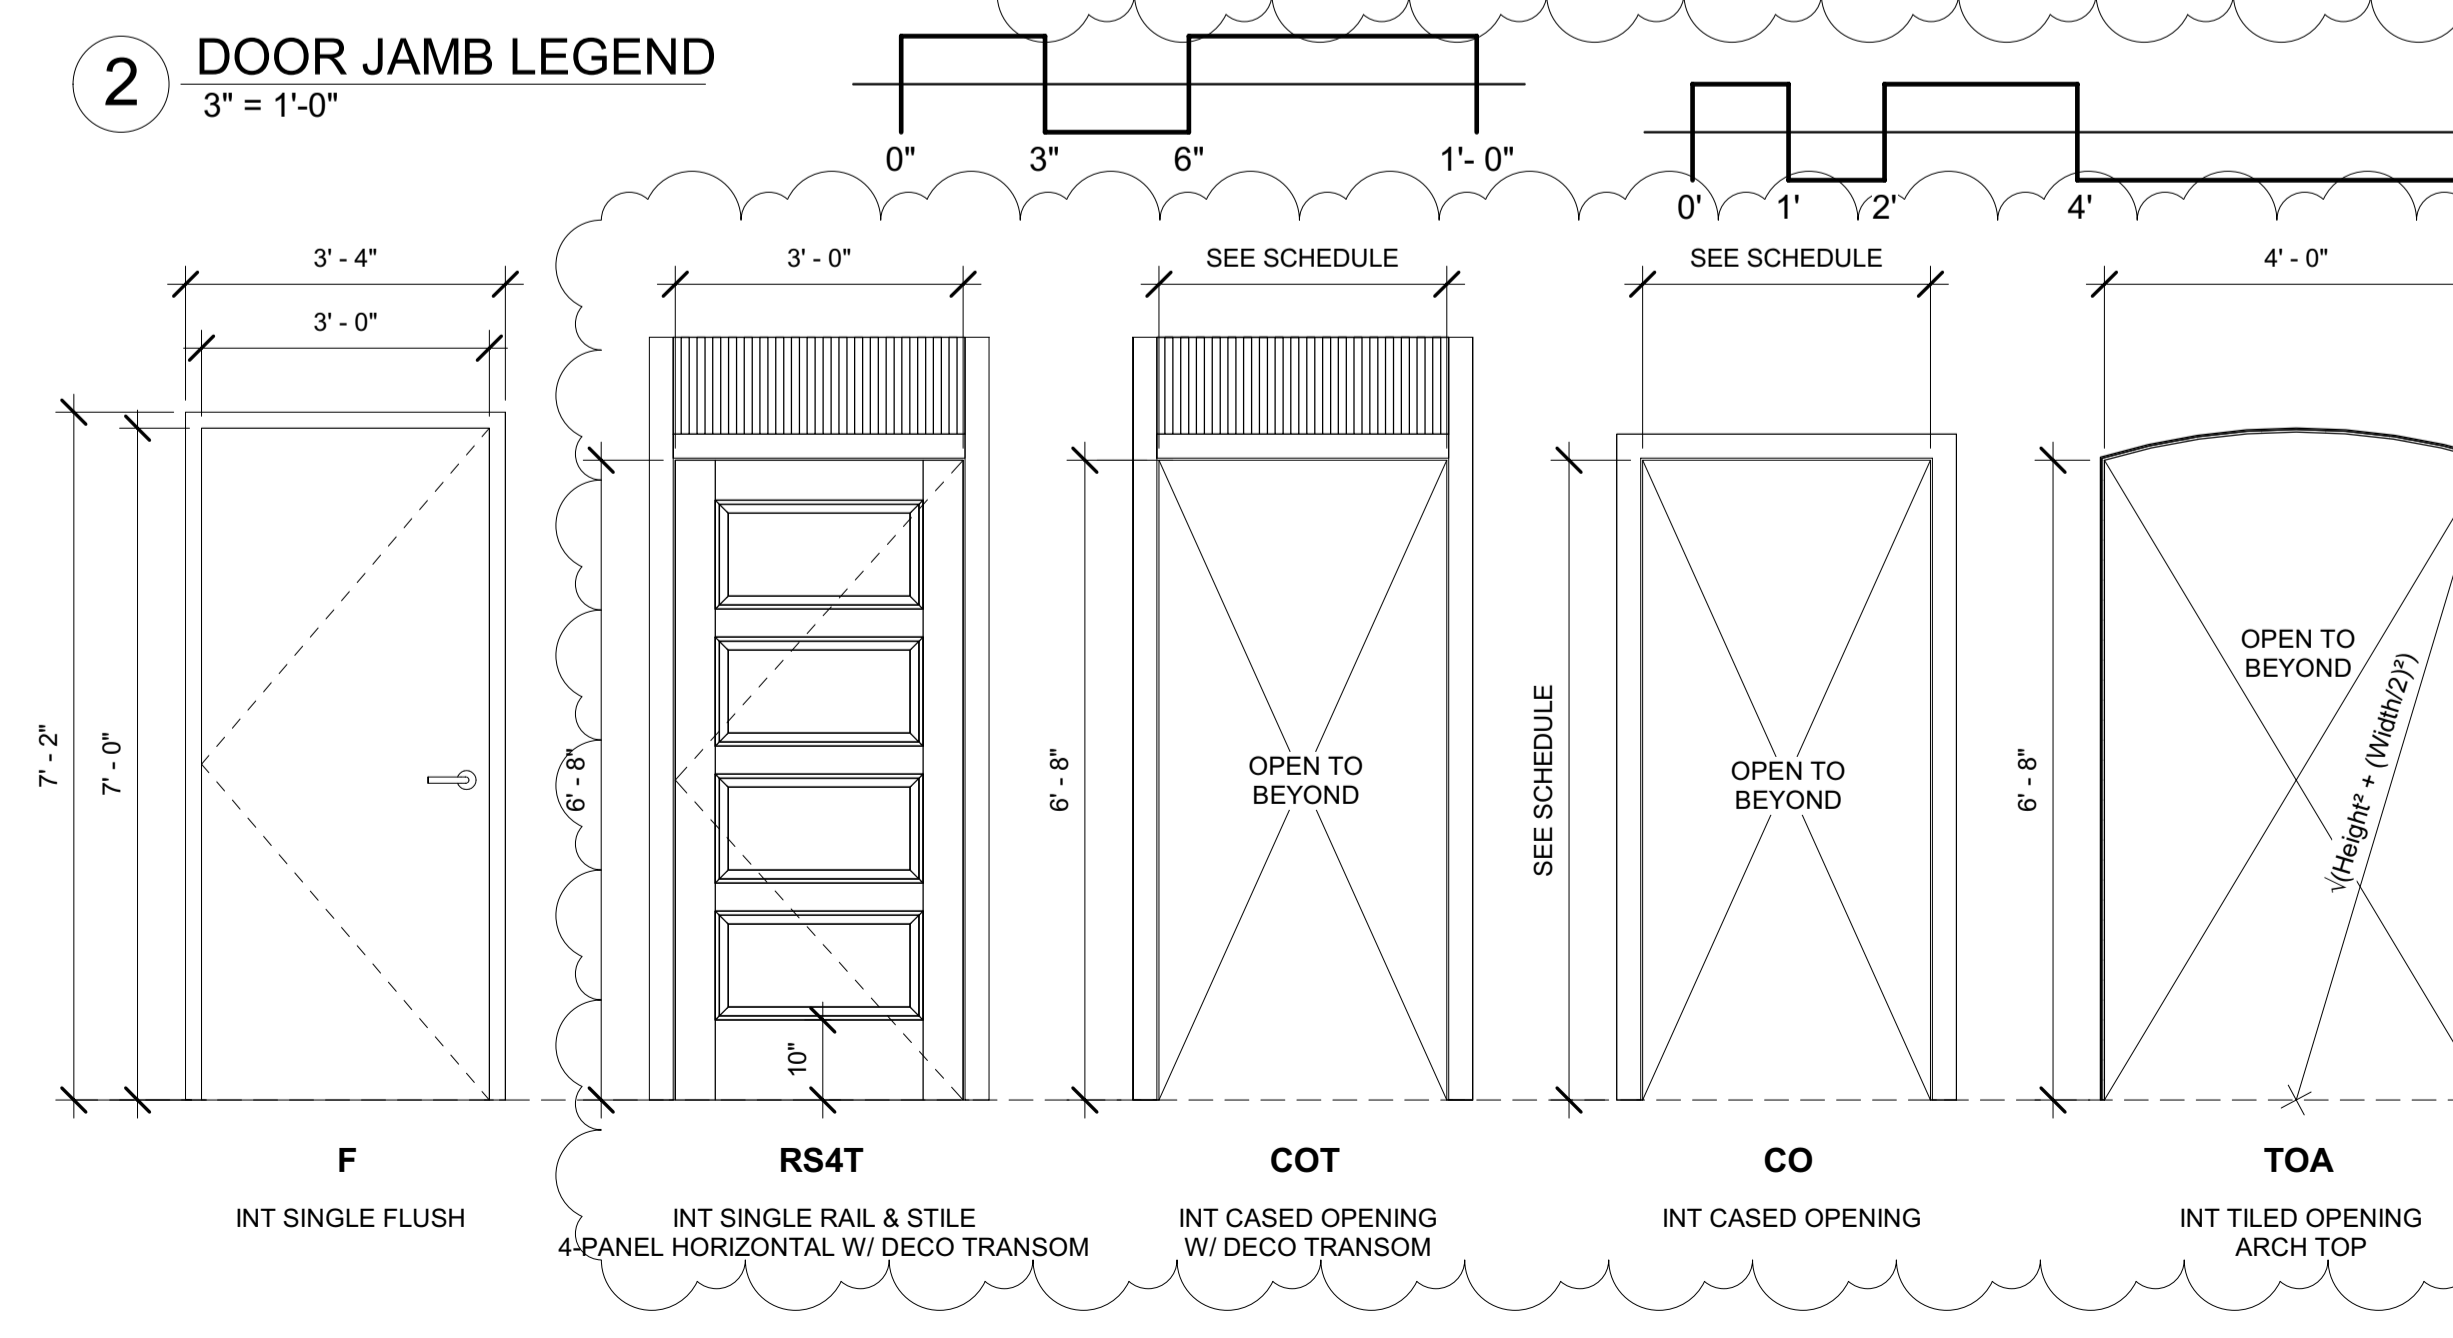 2
DOOR JAMB LEGEND
3" = 1'-0"
0"
3"
6"
1'- 0"
0'
1'
2'
4'
3' - 4"
3' - 0"
7' - 2"
7' - 0"
F
INT SINGLE FLUSH
3' - 0"
6' - 8"
10"
RS4T
INT SINGLE RAIL & STILE
4-PANEL HORIZONTAL W/ DECO TRANSOM
SEE SCHEDULE
6' - 8"
OPEN TO
BEYOND
COT
INT CASED OPENING
W/ DECO TRANSOM
SEE SCHEDULE
SEE SCHEDULE
OPEN TO
BEYOND
CO
INT CASED OPENING
4' - 0"
6' - 8"
OPEN TO
BEYOND
√(Height² + (Width/2)²)
TOA
INT TILED OPENING
ARCH TOP